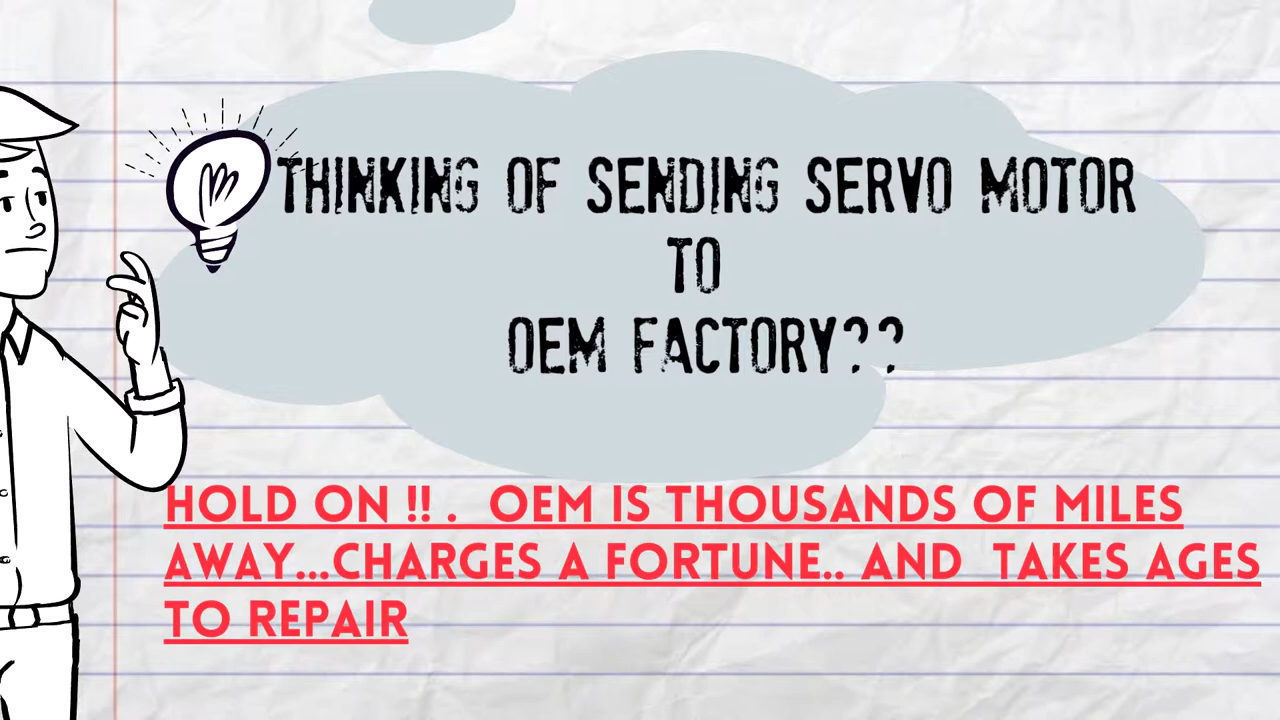 THINKING OF SENDING SERVO MOTOR
TO
OEM FACTORY??
HOLD ON !! .  OEM IS THOUSANDS OF MILES
AWAY...CHARGES A FORTUNE.. AND  TAKES AGES
TO REPAIR